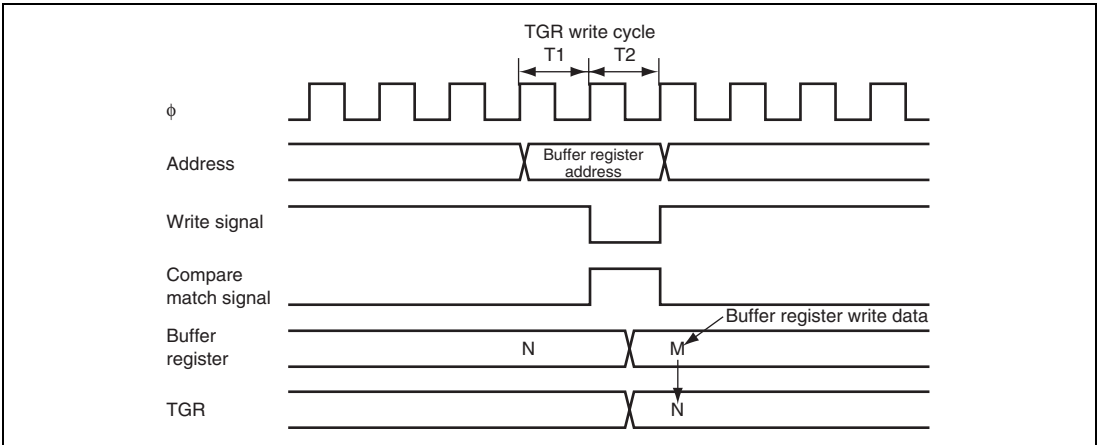 TGR write cycle
T1 T2
ϕ
Address
Buffer register
address
Write signal
Compare
match signal
Buffer register write data
Buffer
register
N M
TGR
N